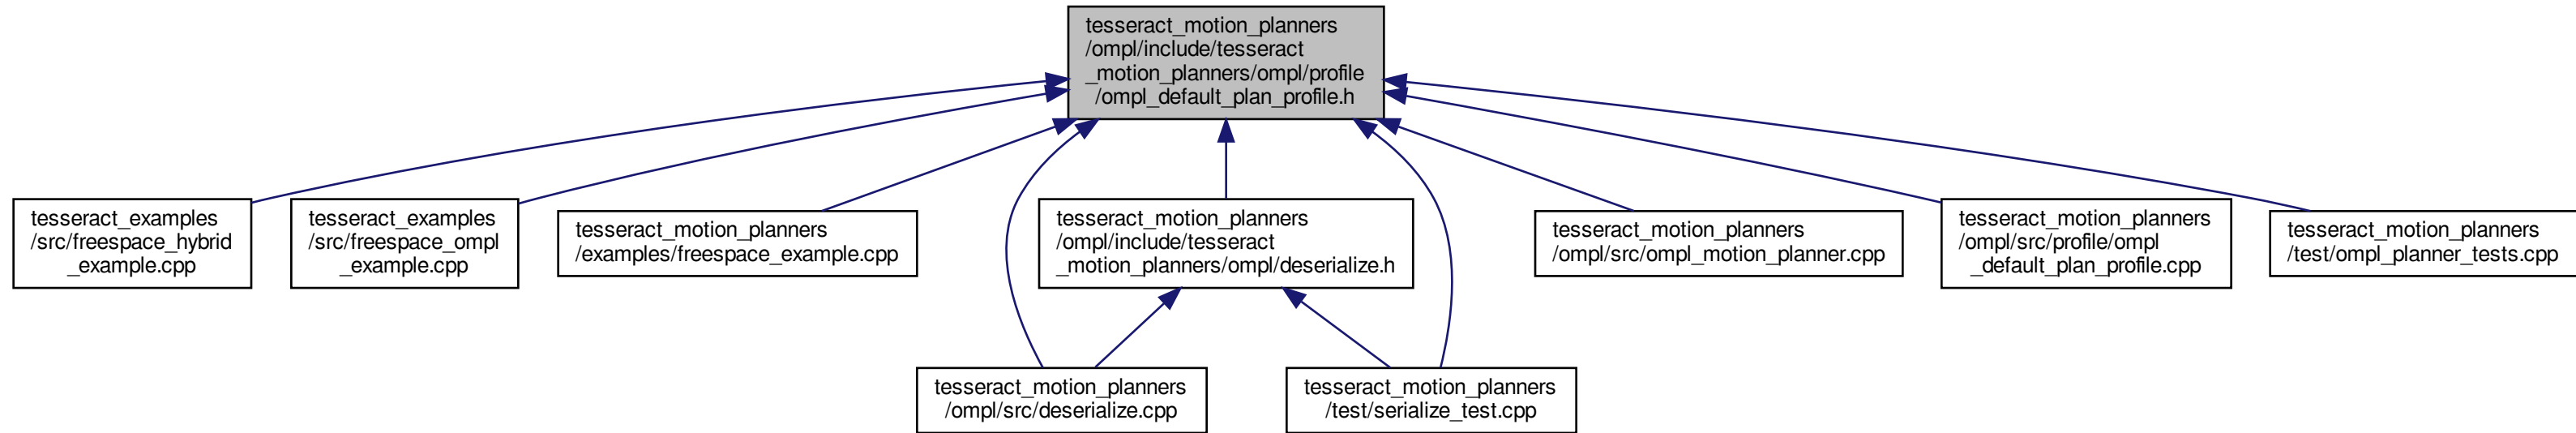 tesseract_motion_planners
/ompl/include/tesseract
_motion_planners/ompl/profile
/ompl_default_plan_profile.h
tesseract_examples
/src/freespace_hybrid
_example.cpp
tesseract_examples
/src/freespace_ompl
_example.cpp
tesseract_motion_planners
/examples/freespace_example.cpp
tesseract_motion_planners
/ompl/include/tesseract
_motion_planners/ompl/deserialize.h
tesseract_motion_planners
/ompl/src/ompl_motion_planner.cpp
tesseract_motion_planners
/ompl/src/profile/ompl
_default_plan_profile.cpp
tesseract_motion_planners
/test/ompl_planner_tests.cpp
tesseract_motion_planners
/ompl/src/deserialize.cpp
tesseract_motion_planners
/test/serialize_test.cpp